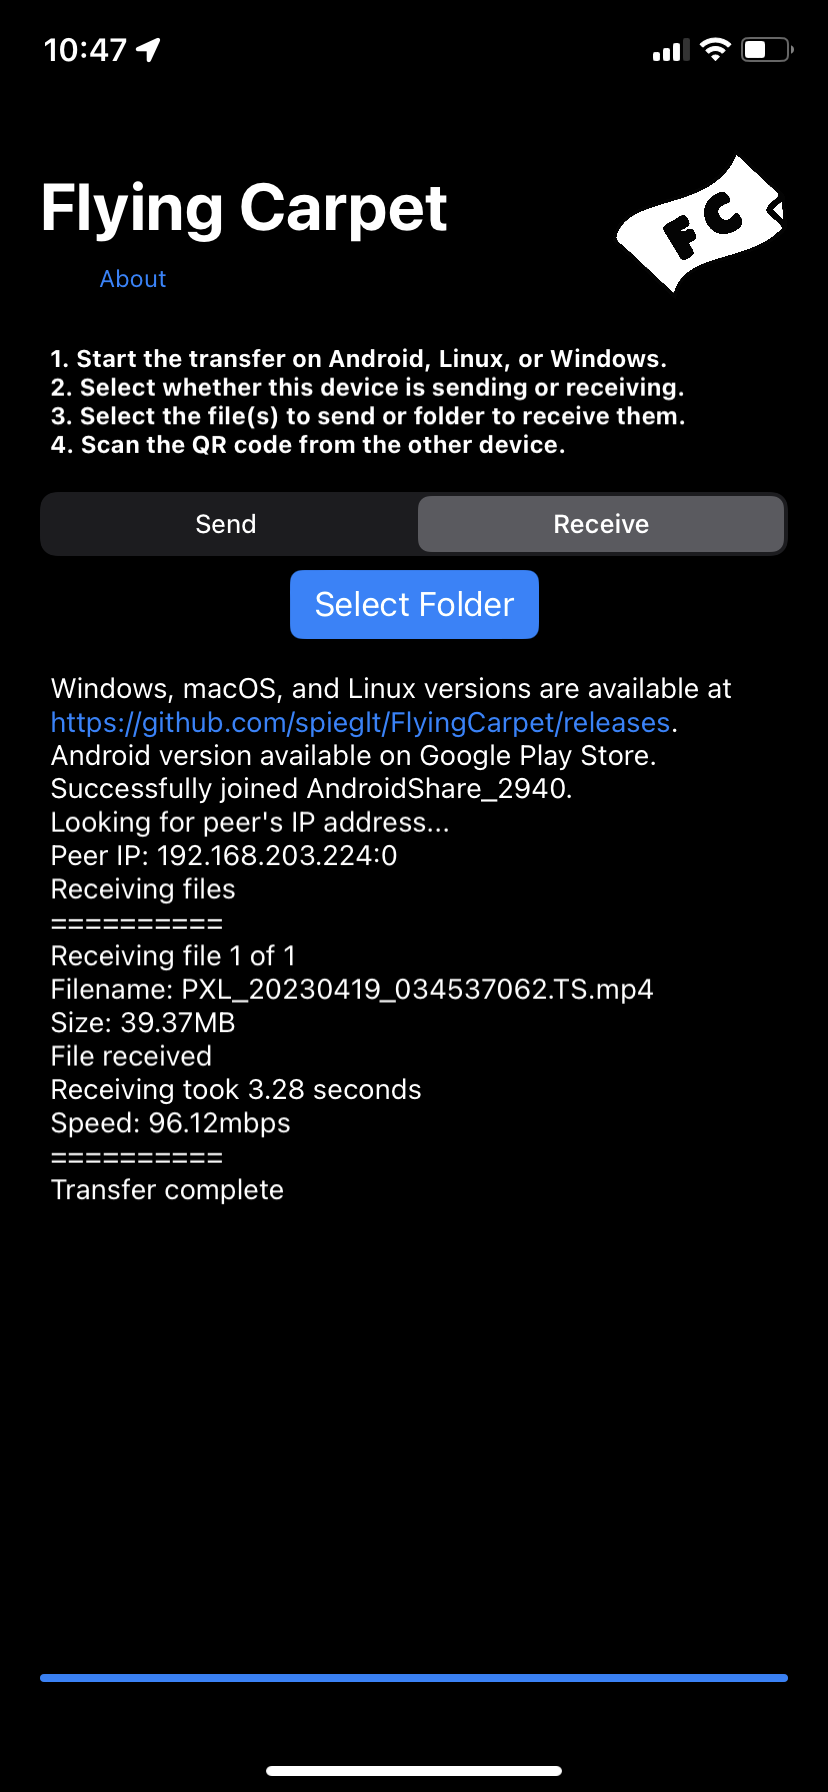 10:47
Flying Carpet
FC
About
1. Start the transfer on Android, Linux, or Windows.
2. Select whether this device is sending or receiving.
3. Select the file(s) to send or folder to receive them.
4. Scan the QR code from the other device.
Send
Receive
Select Folder
Windows, macOS, and Linux versions are available at
https://github.com/spieglt/FlyingCarpet/releases.
Android version available on Google Play Store.
Successfully joined AndroidShare_2940.
Looking for peer's IP address...
Peer IP: 192.168.203.224:0
Receiving files
==========
Receiving file 1 of 1
Filename: PXL_20230419_034537062.TS.mp4
Size: 39.37MB
File received
Receiving took 3.28 seconds
Speed: 96.12mbps
==========
Transfer complete